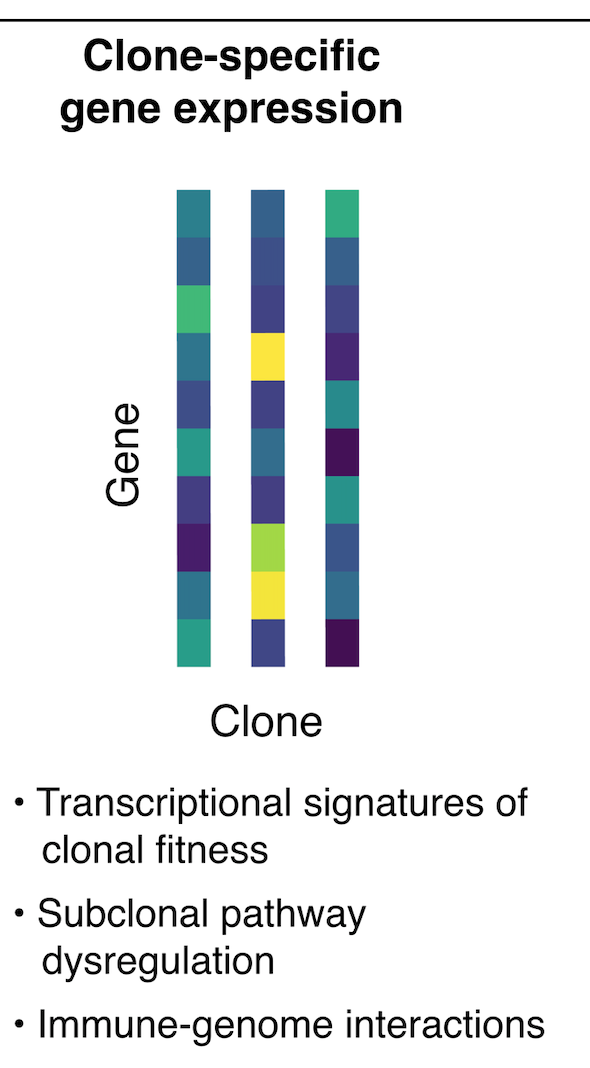 Clone-specific
gene expression
Gene
Clone
• Transcriptional signatures of
clonal fitness
• Subclonal pathway
dysregulation
• Immune-genome interactions